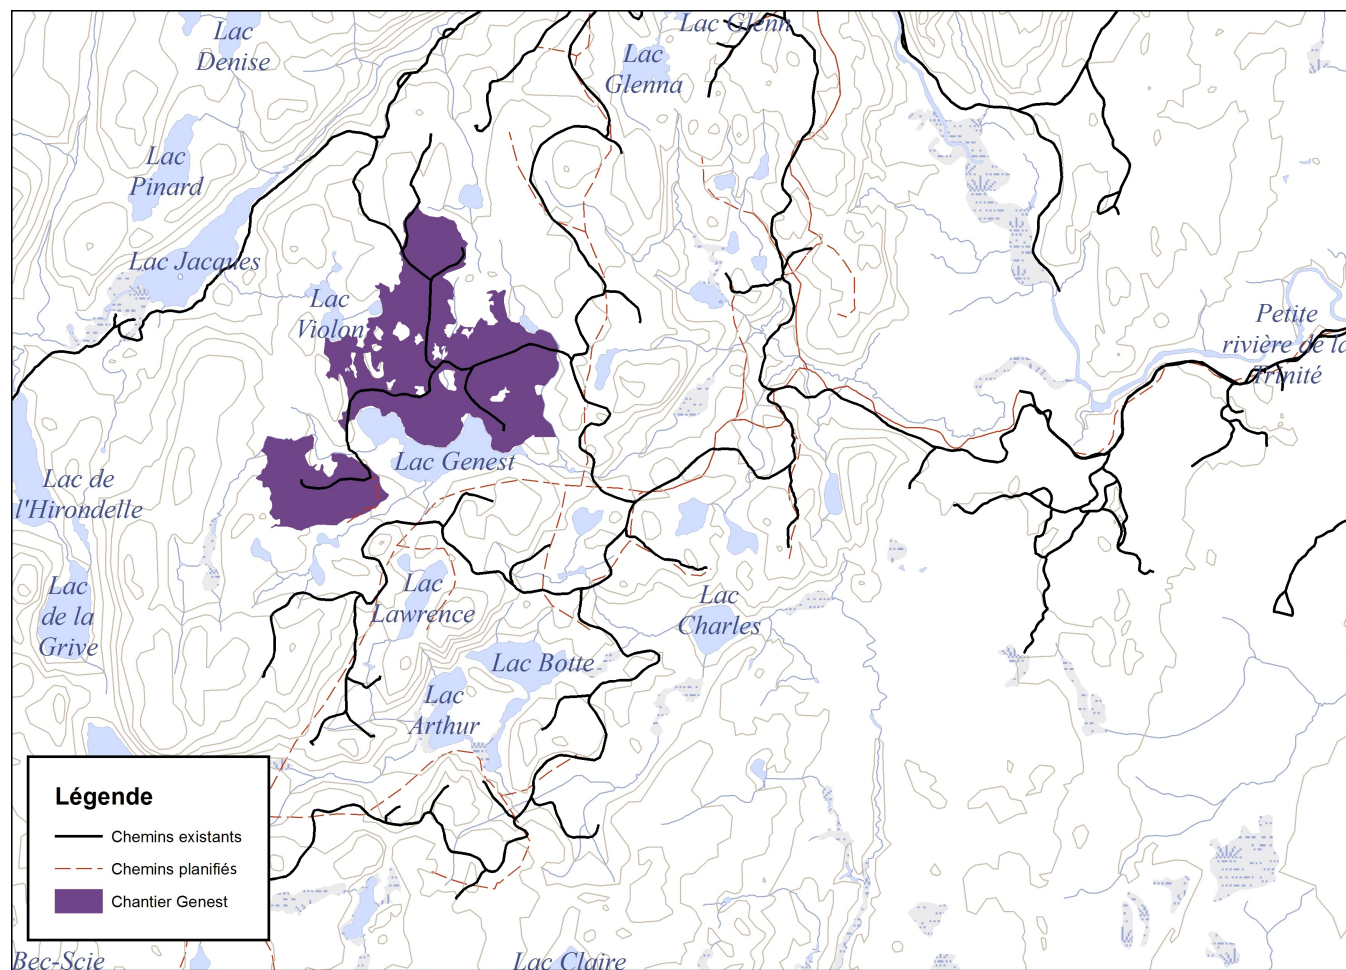 Lac Glenn
Lac
Denise
Lac
Glenna
Lac
Pinard
Lac Jacques
Lac
Violon
Petite
rivière de la
Trinité
Lac Genest
Lac de
l'Hirondelle
Lac
de la
Grive
Lac
Lawrence
Lac
Charles
Lac Botte
Lac
Arthur
Légende
Chemins existants
Chemins planifiés
Chantier Genest
Bec-Scie
Lac Claire